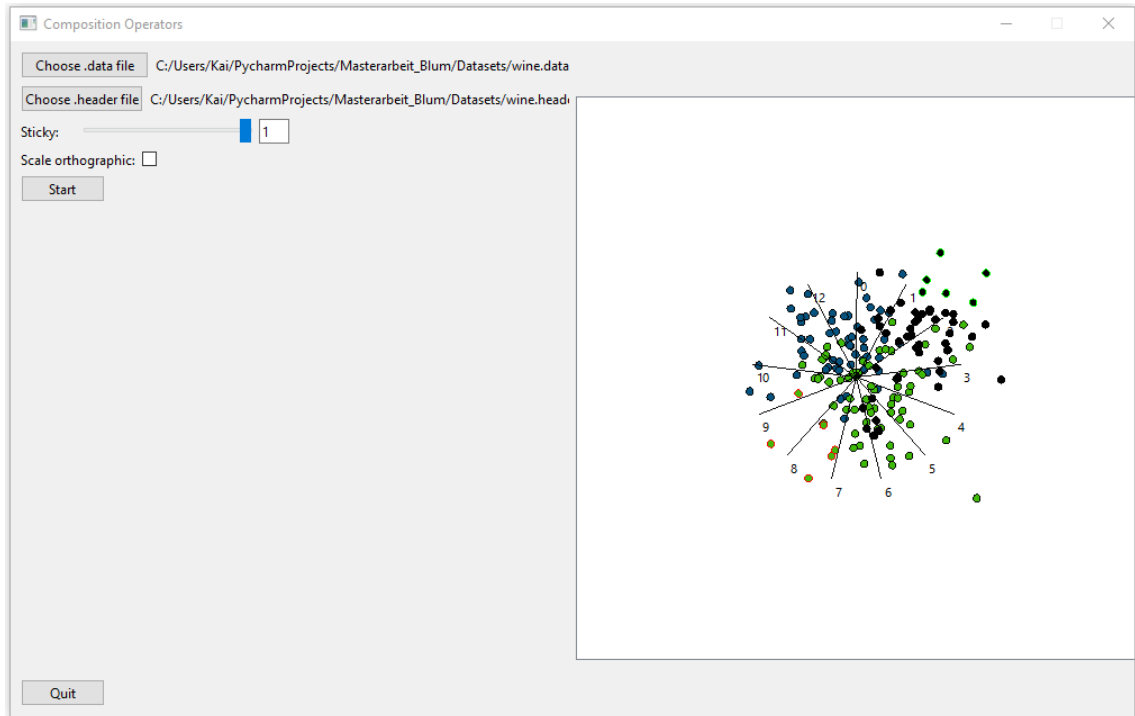 Composition Operators
Choose .data file C:/Users/Kai/PycharmProjects/Masterarbeit_Blum/Datasets/wine.data
Choose .header file C:/Users/Kai/PycharmProjects/Masterarbeit_Blum/Datasets/wine.heade
Sticky: 1
Scale orthographic:
Start
0
12
1
11
10
3
9
4
8
5
7
6
Quit